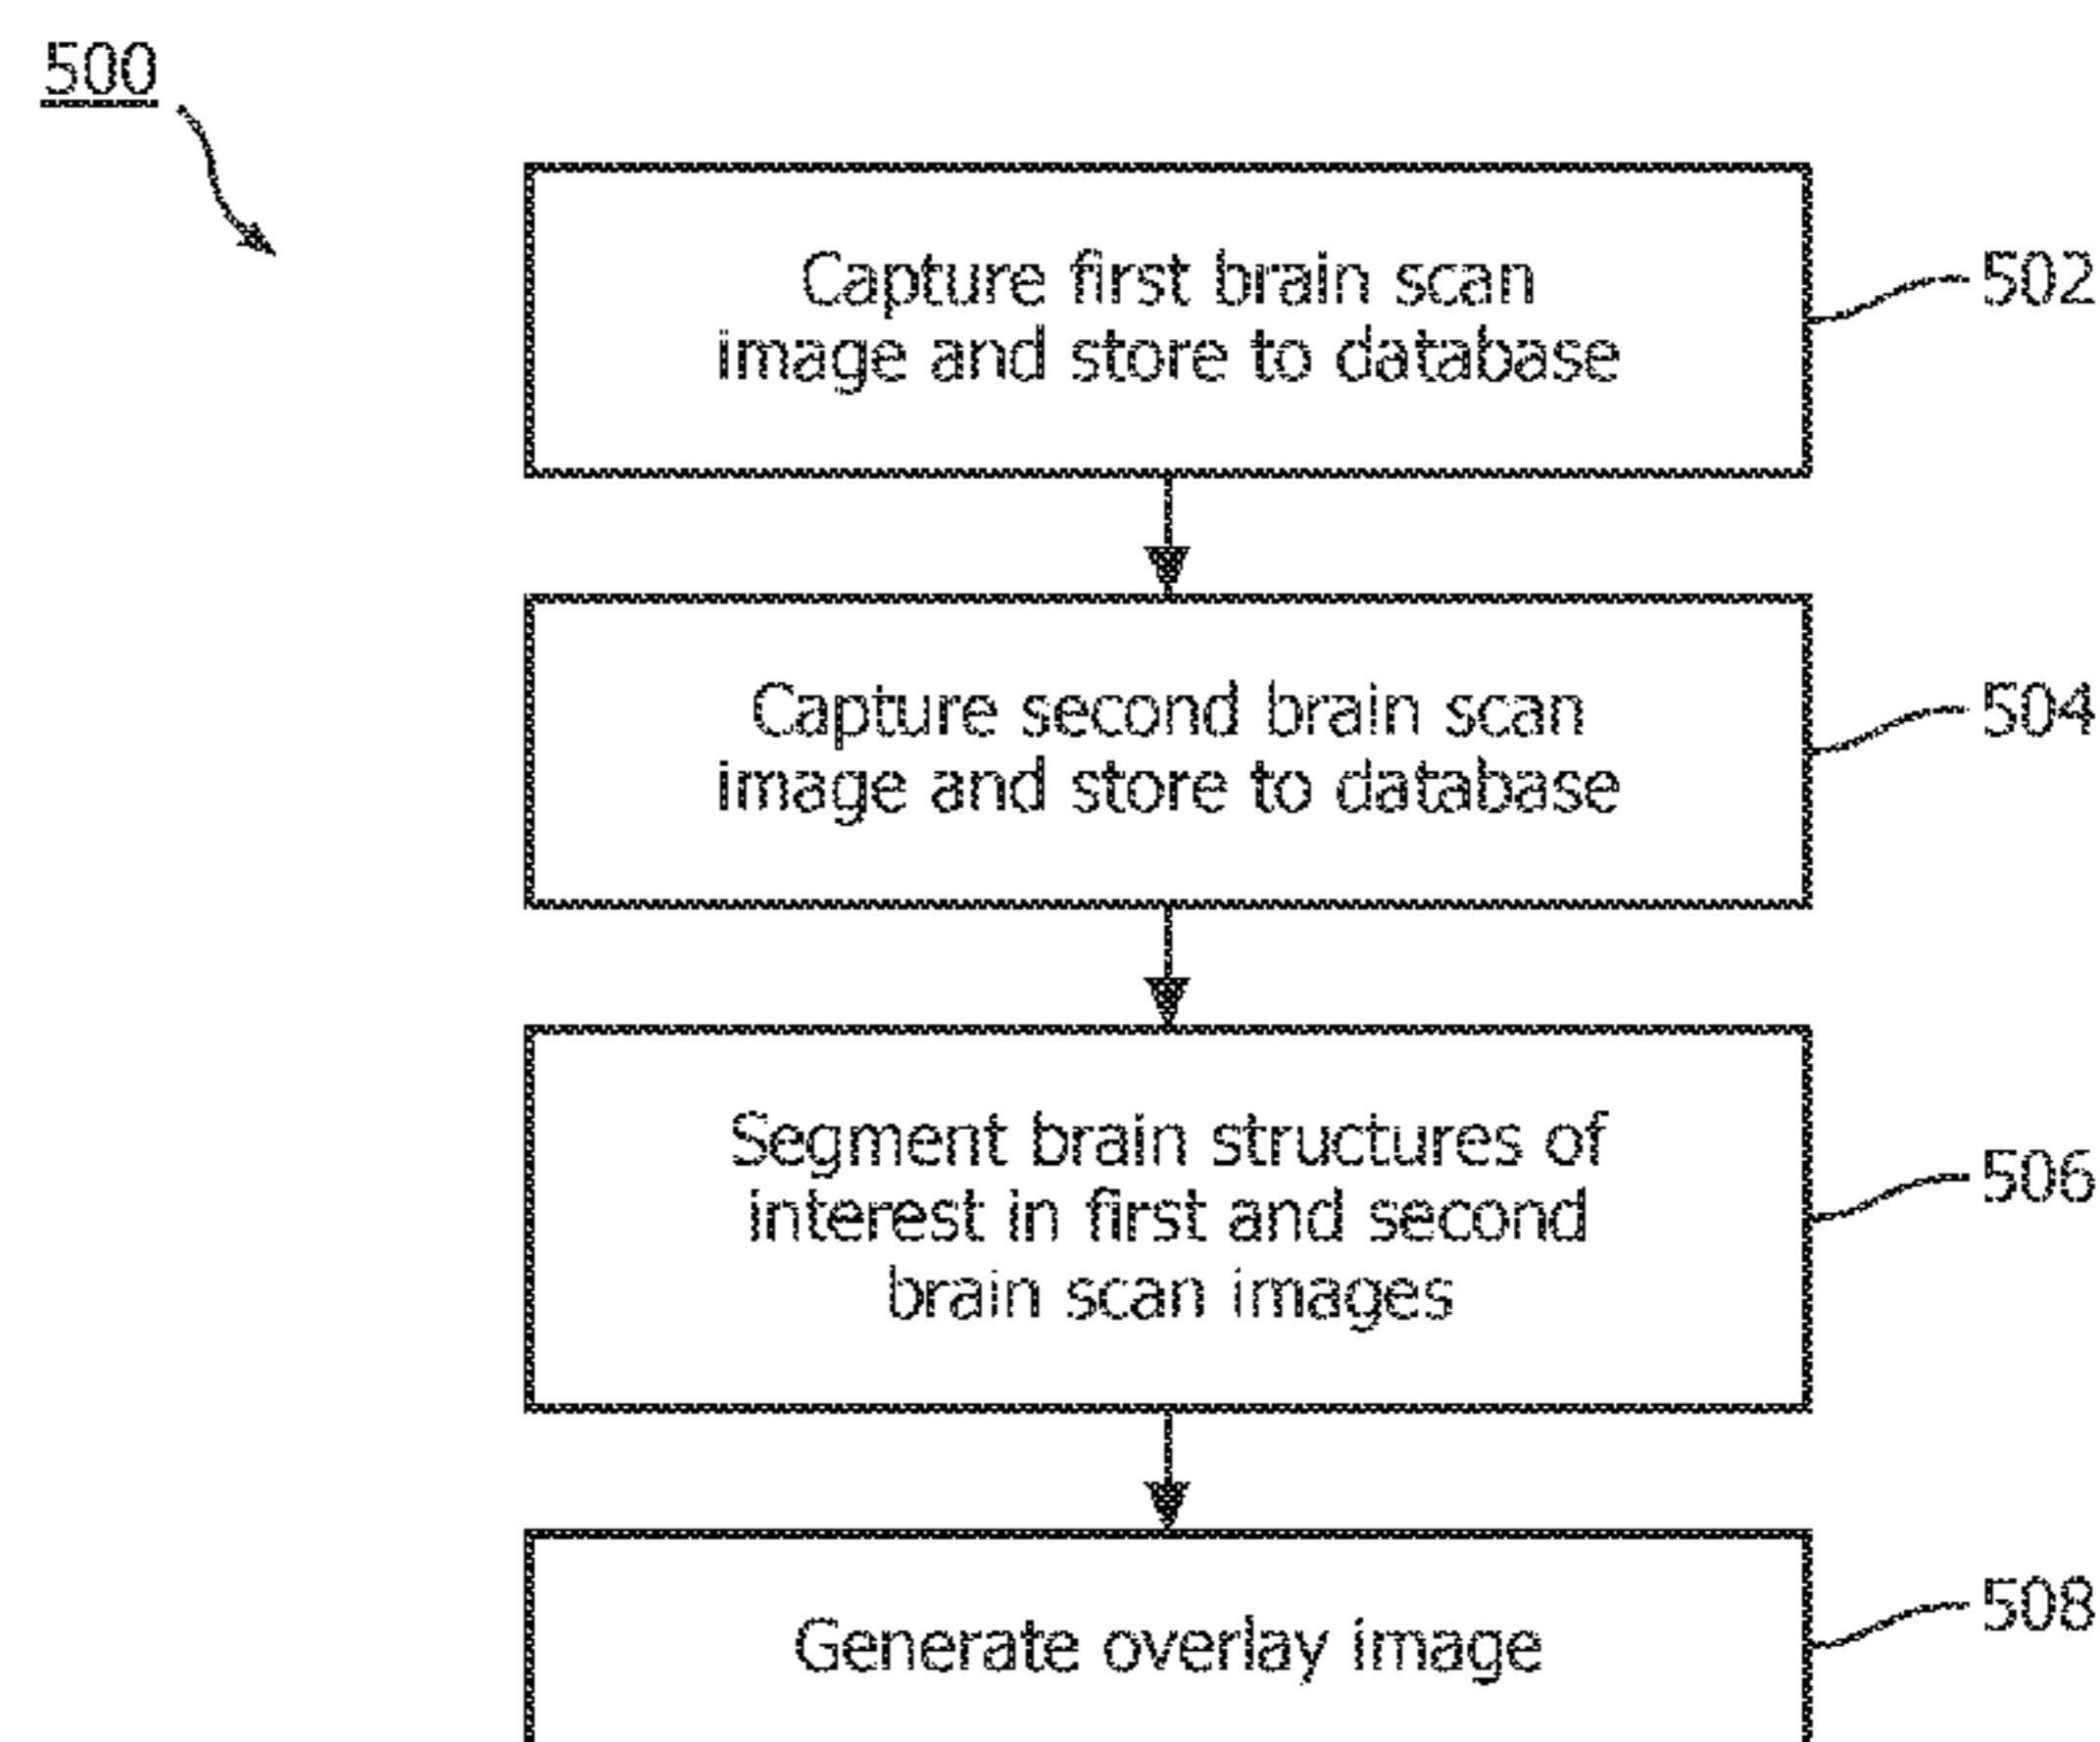 500
Capture first brain scan
image and store to database
502
Capture second brain scan
image and store to database
504
Segment brain structures of
interest in first and second
brain scan images
506
Generate overlay image
508